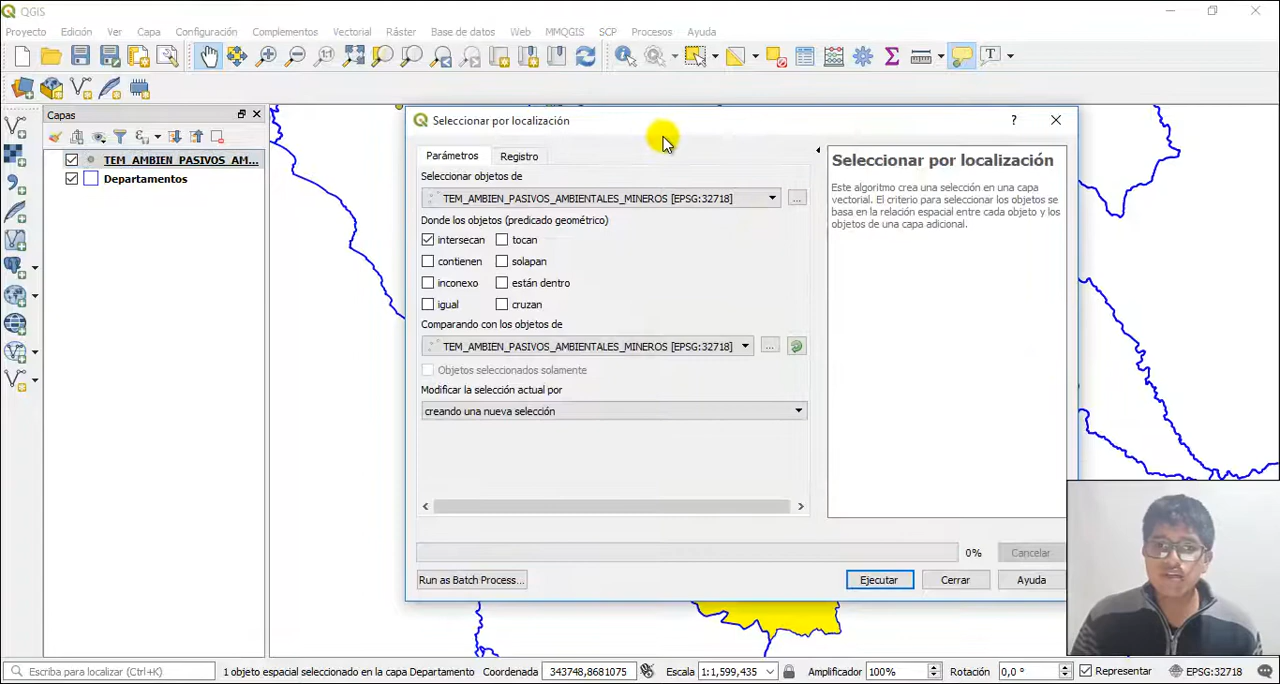 QGIS
Proyecto Edición Ver Capa Configuración Complementos Vectorial Ráster Base de datos Web MMQGIS SCP Procesos Ayuda
Capas
TEM_AMBIEN_PASIVOS_AM...
Departamentos
Seleccionar por localización
?
Parámetros Registro
Seleccionar objetos de
TEM_AMBIEN_PASIVOS_AMBIENTALES_MINEROS [EPSG:32718] ...
Donde los objetos (predicado geométrico)
intersecan tocan
contienen solapan
inconexo están dentro
igual cruzan
Comparando con los objetos de
TEM_AMBIEN_PASIVOS_AMBIENTALES_MINEROS [EPSG:32718] ...
Objetos seleccionados solamente
Modificar la selección actual por
creando una nueva selección
Seleccionar por localización
Este algoritmo crea una selección en una capa
vectorial. El criterio para seleccionar los objetos se
basa en la relación espacial entre cada objeto y los
objetos de una capa adicional.
0% Cancelar
Run as Batch Process... Ejecutar Cerrar Ayuda
Escriba para localizar (Ctrl+K) 1 objeto espacial seleccionado en la capa Departamento Coordenada 343748,8681075 Escala 1:1,599,435 Amplificador 100% Rotación 0,0 ° Representar EPSG:32718